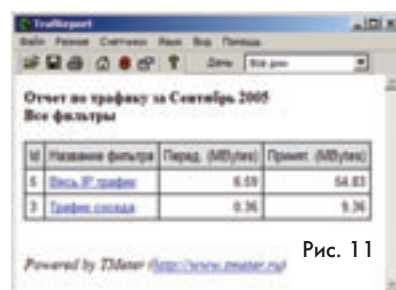 TrafReport
Файл Разное Счетчики Язык Вид Помощь
День Все дни
Отчет по трафику за Сентябрь 2005
Все фильтры
Id Название фильтра Перед. (MBytes) Принят. (MBytes)
5 Весь IP трафик 6.59 54.83
3 Трафик соседа 0.36 9.36
Powered by TMeter (http://www.tmeter.ru)
Рис. 11